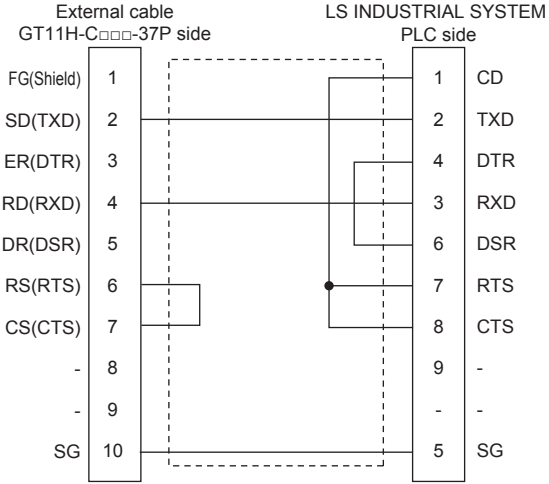 External cable LS INDUSTRIAL SYSTEM
GT11H-C□□□-37P side PLC side
FG(Shield) 1 1 CD
SD(TXD) 2 2 TXD
ER(DTR) 3 4 DTR
RD(RXD) 4 3 RXD
DR(DSR) 5 6 DSR
RS(RTS) 6 7 RTS
CS(CTS) 7 8 CTS
- 8 9 -
- 9 - -
SG 10 5 SG